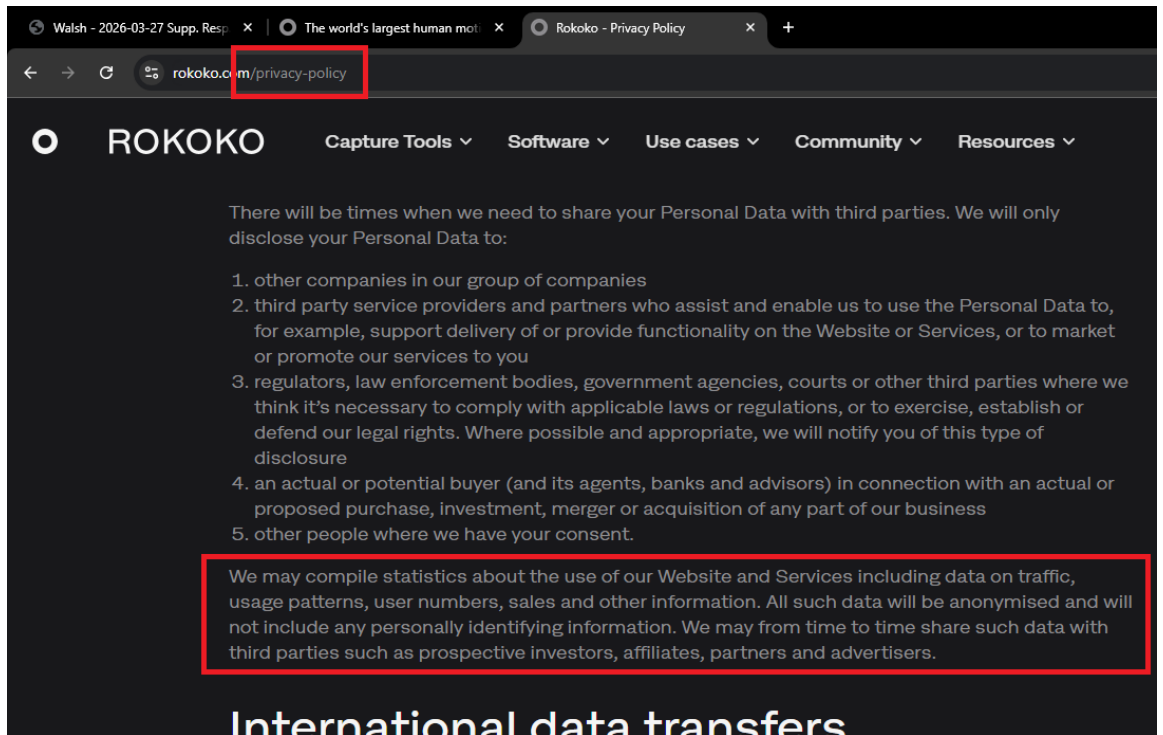 Walsh - 2026-03-27 Supp. Resp
The world's largest human moti
Rokoko - Privacy Policy
rokoko.com/privacy-policy
ROKOKO
Capture Tools
Software
Use cases
Community
Resources
There will be times when we need to share your Personal Data with third parties. We will only
disclose your Personal Data to:
1. other companies in our group of companies
2. third party service providers and partners who assist and enable us to use the Personal Data to,
for example, support delivery of or provide functionality on the Website or Services, or to market
or promote our services to you
3. regulators, law enforcement bodies, government agencies, courts or other third parties where we
think it's necessary to comply with applicable laws or regulations, or to exercise, establish or
defend our legal rights. Where possible and appropriate, we will notify you of this type of
disclosure
4. an actual or potential buyer (and its agents, banks and advisors) in connection with an actual or
proposed purchase, investment, merger or acquisition of any part of our business
5. other people where we have your consent.
We may compile statistics about the use of our Website and Services including data on traffic,
usage patterns, user numbers, sales and other information. All such data will be anonymised and will
not include any personally identifying information. We may from time to time share such data with
third parties such as prospective investors, affiliates, partners and advertisers.
International data transfers